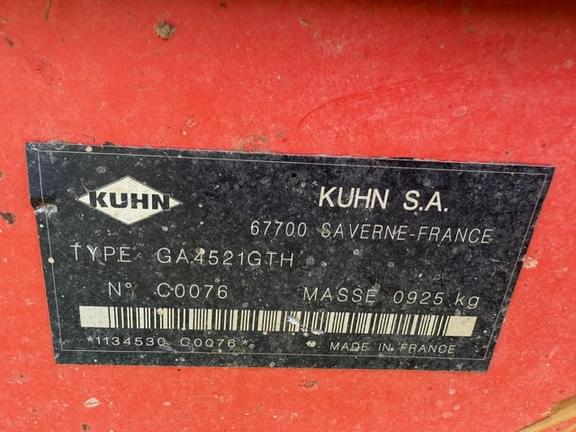 KUHN
KUHN S.A.
67700 SAVERNE-FRANCE
TYPE GA4521GTH
N° C0076 MASSE 0925 kg
*1134530 C0076*
MADE IN FRANCE